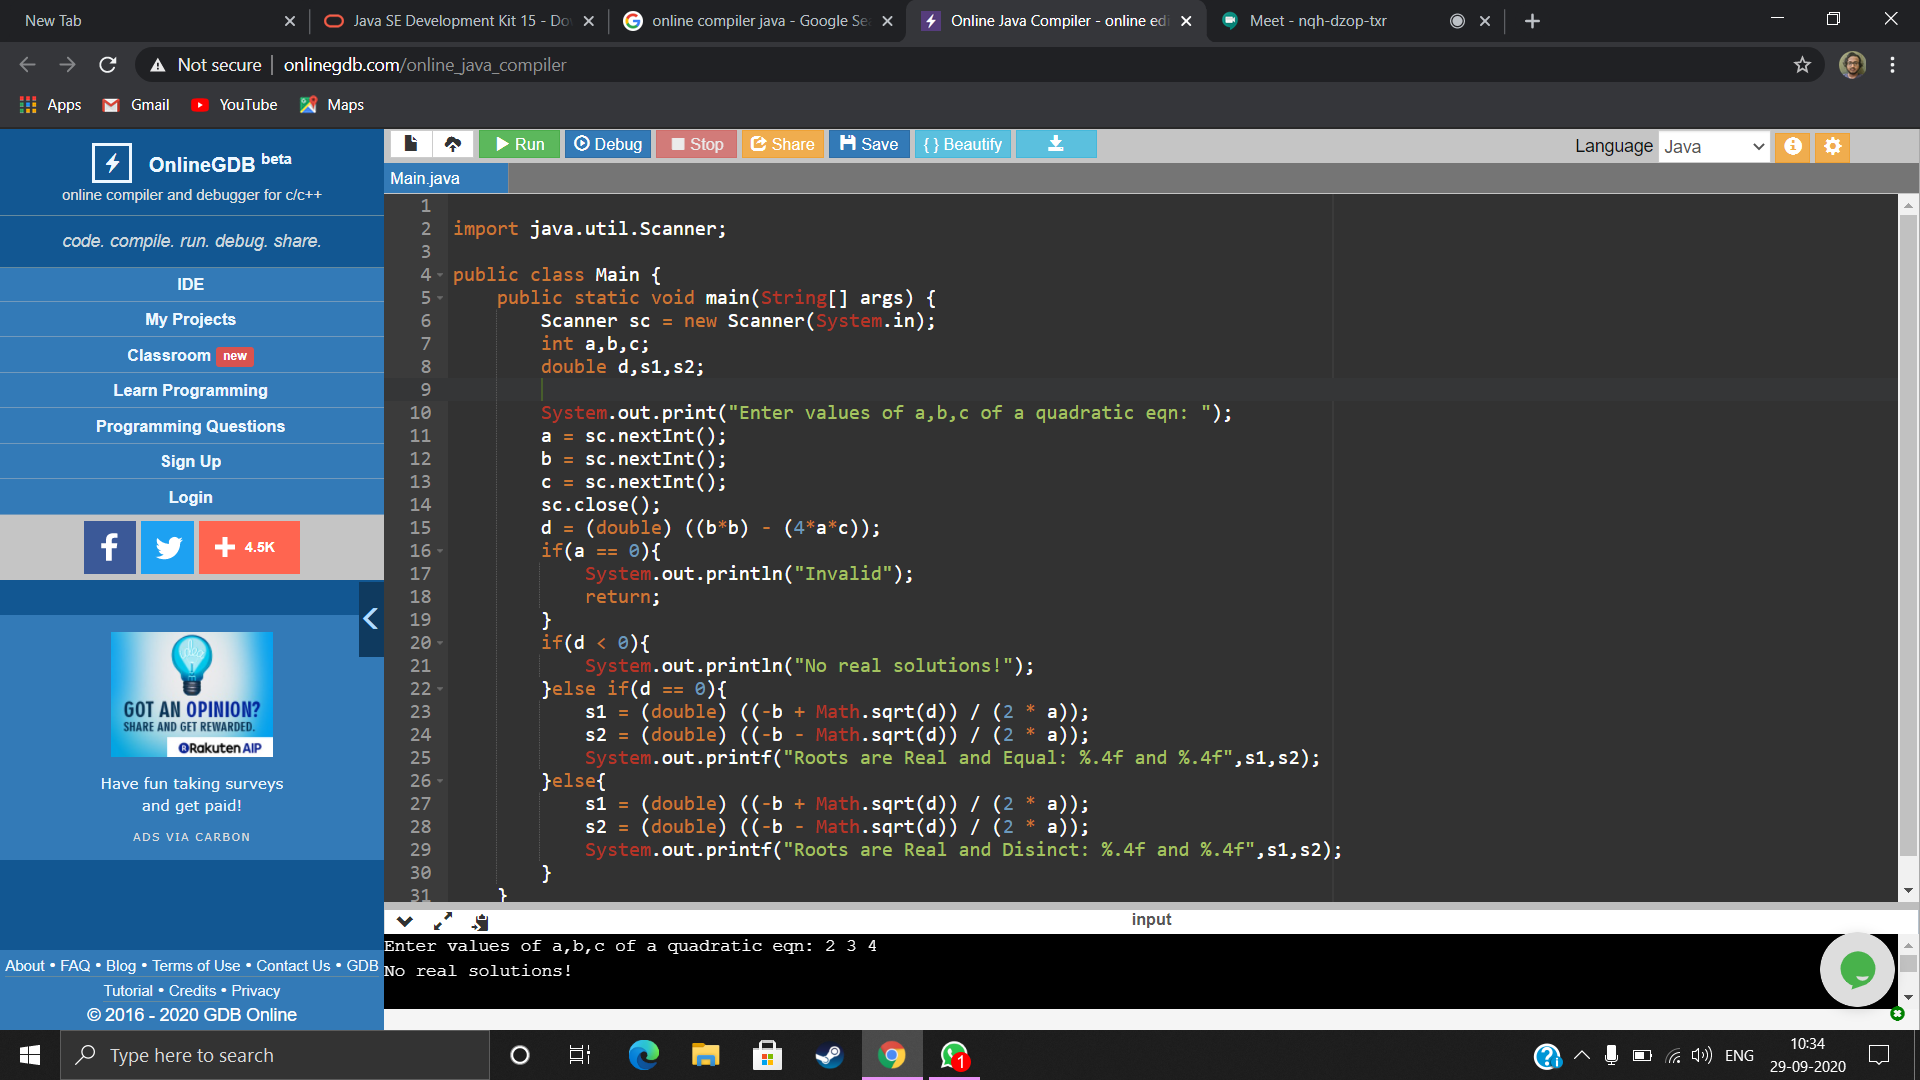 New Tab
Java SE Development Kit 15 - Do
online compiler java - Google Se
Online Java Compiler - online edi
Meet - nqh-dzop-txr
Not secure
onlinegdb.com/online_java_compiler
Apps
Gmail
YouTube
Maps
OnlineGDB beta
online compiler and debugger for c/c++
code. compile. run. debug. share.
IDE
My Projects
Classroom new
Learn Programming
Programming Questions
Sign Up
Login
4.5K
GOT AN OPINION?
SHARE AND GET REWARDED.
Rakuten AIP
Have fun taking surveys
and get paid!
ADS VIA CARBON
About • FAQ • Blog • Terms of Use • Contact Us • GDB
Tutorial • Credits • Privacy
© 2016 - 2020 GDB Online
Run
Debug
Stop
Share
Save
{ } Beautify
Language
Java
Main.java
1
2 import java.util.Scanner;
3
4 public class Main {
5     public static void main(String[] args) {
6         Scanner sc = new Scanner(System.in);
7         int a,b,c;
8         double d,s1,s2;
9
10         System.out.print("Enter values of a,b,c of a quadratic eqn: ");
11         a = sc.nextInt();
12         b = sc.nextInt();
13         c = sc.nextInt();
14         sc.close();
15         d = (double) ((b*b) - (4*a*c));
16         if(a == 0){
17             System.out.println("Invalid");
18             return;
19         }
20         if(d < 0){
21             System.out.println("No real solutions!");
22         }else if(d == 0){
23             s1 = (double) ((-b + Math.sqrt(d)) / (2 * a));
24             s2 = (double) ((-b - Math.sqrt(d)) / (2 * a));
25             System.out.printf("Roots are Real and Equal: %.4f and %.4f",s1,s2);
26         }else{
27             s1 = (double) ((-b + Math.sqrt(d)) / (2 * a));
28             s2 = (double) ((-b - Math.sqrt(d)) / (2 * a));
29             System.out.printf("Roots are Real and Disinct: %.4f and %.4f",s1,s2);
30         }
31     }
input
Enter values of a,b,c of a quadratic eqn: 2 3 4
No real solutions!
Type here to search
1
ENG
10:34
29-09-2020